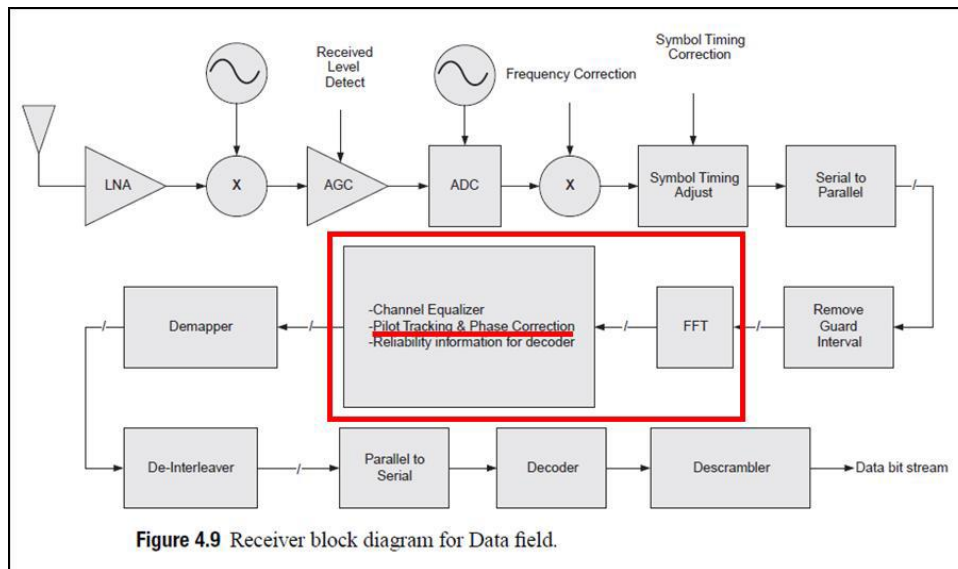 Received
Level
Detect
Symbol Timing
Correction
Frequency Correction
LNA
X
AGC
ADC
X
Symbol Timing
Adjust
Serial to
Parallel
Demapper
-Channel Equalizer
-Pilot Tracking & Phase Correction
-Reliability information for decoder
FFT
Remove
Guard
Interval
De-Interleaver
Parallel to
Serial
Decoder
Descrambler
Data bit stream
Figure 4.9 Receiver block diagram for Data field.